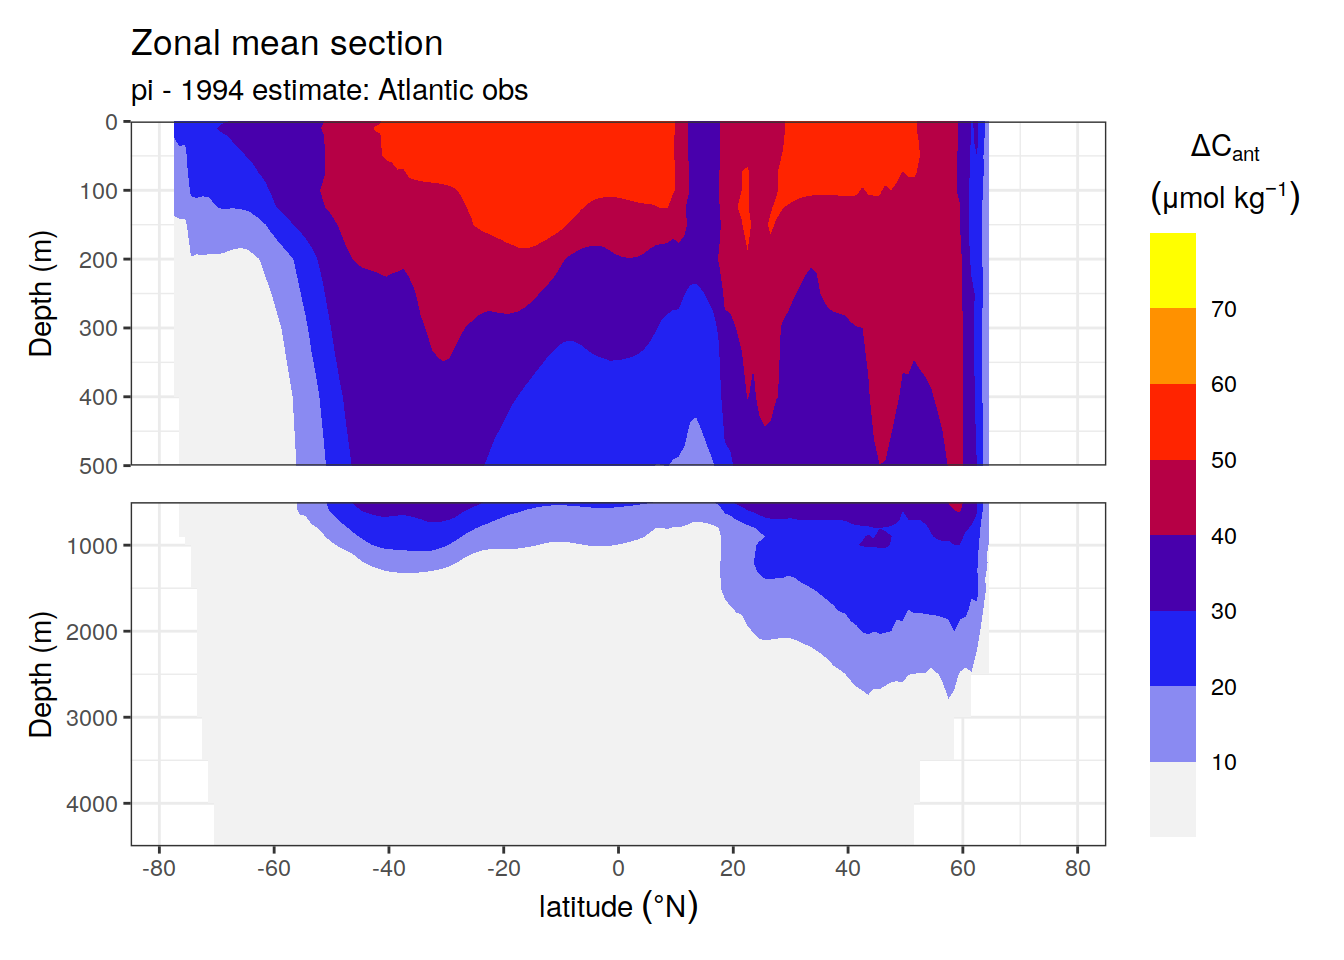 Zonal mean section
pi - 1994 estimate: Atlantic obs
0
100
200
300
400
500
Depth (m)
1000
2000
3000
4000
Depth (m)
-80 -60 -40 -20 0 20 40 60 80
latitude (°N)
ΔCant
(μmol kg⁻¹)
70
60
50
40
30
20
10